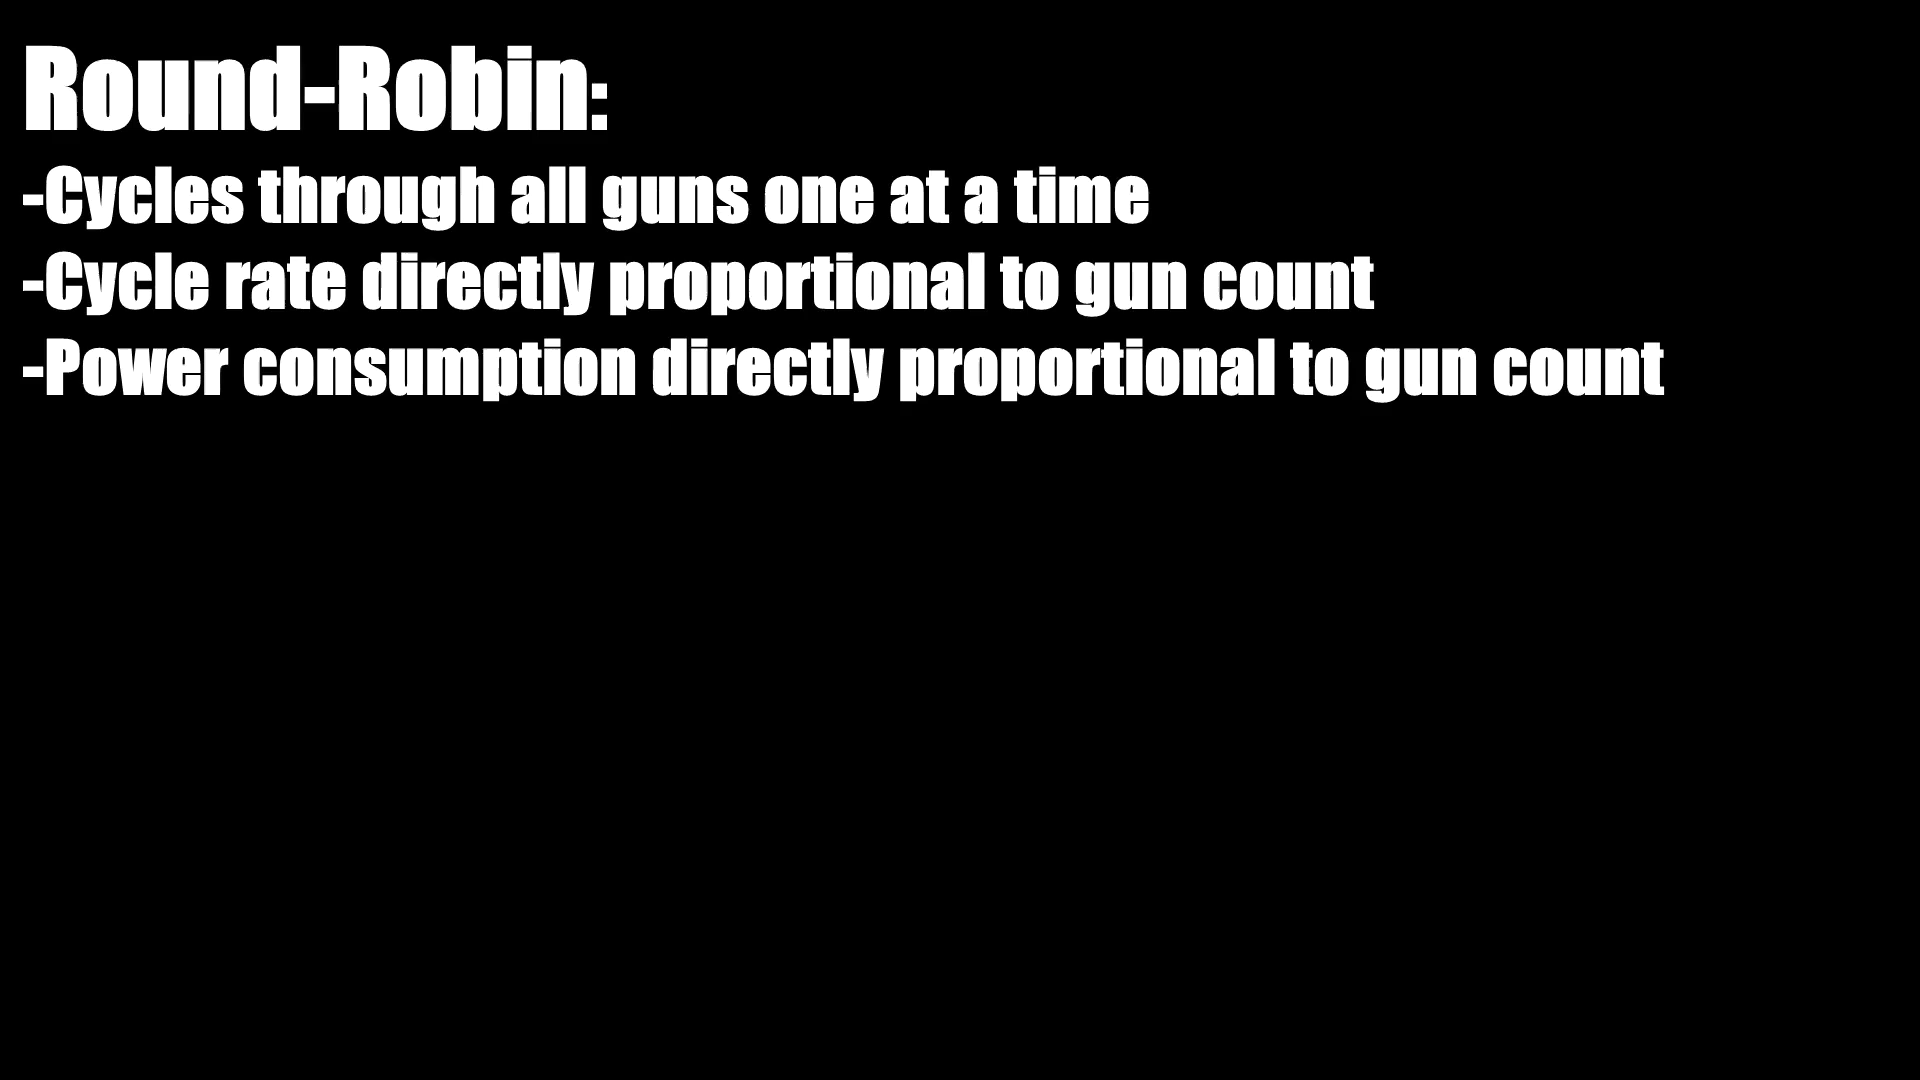 Round-Robin:
-Cycles through all guns one at a time
-Cycle rate directly proportional to gun count
-Power consumption directly proportional to gun count